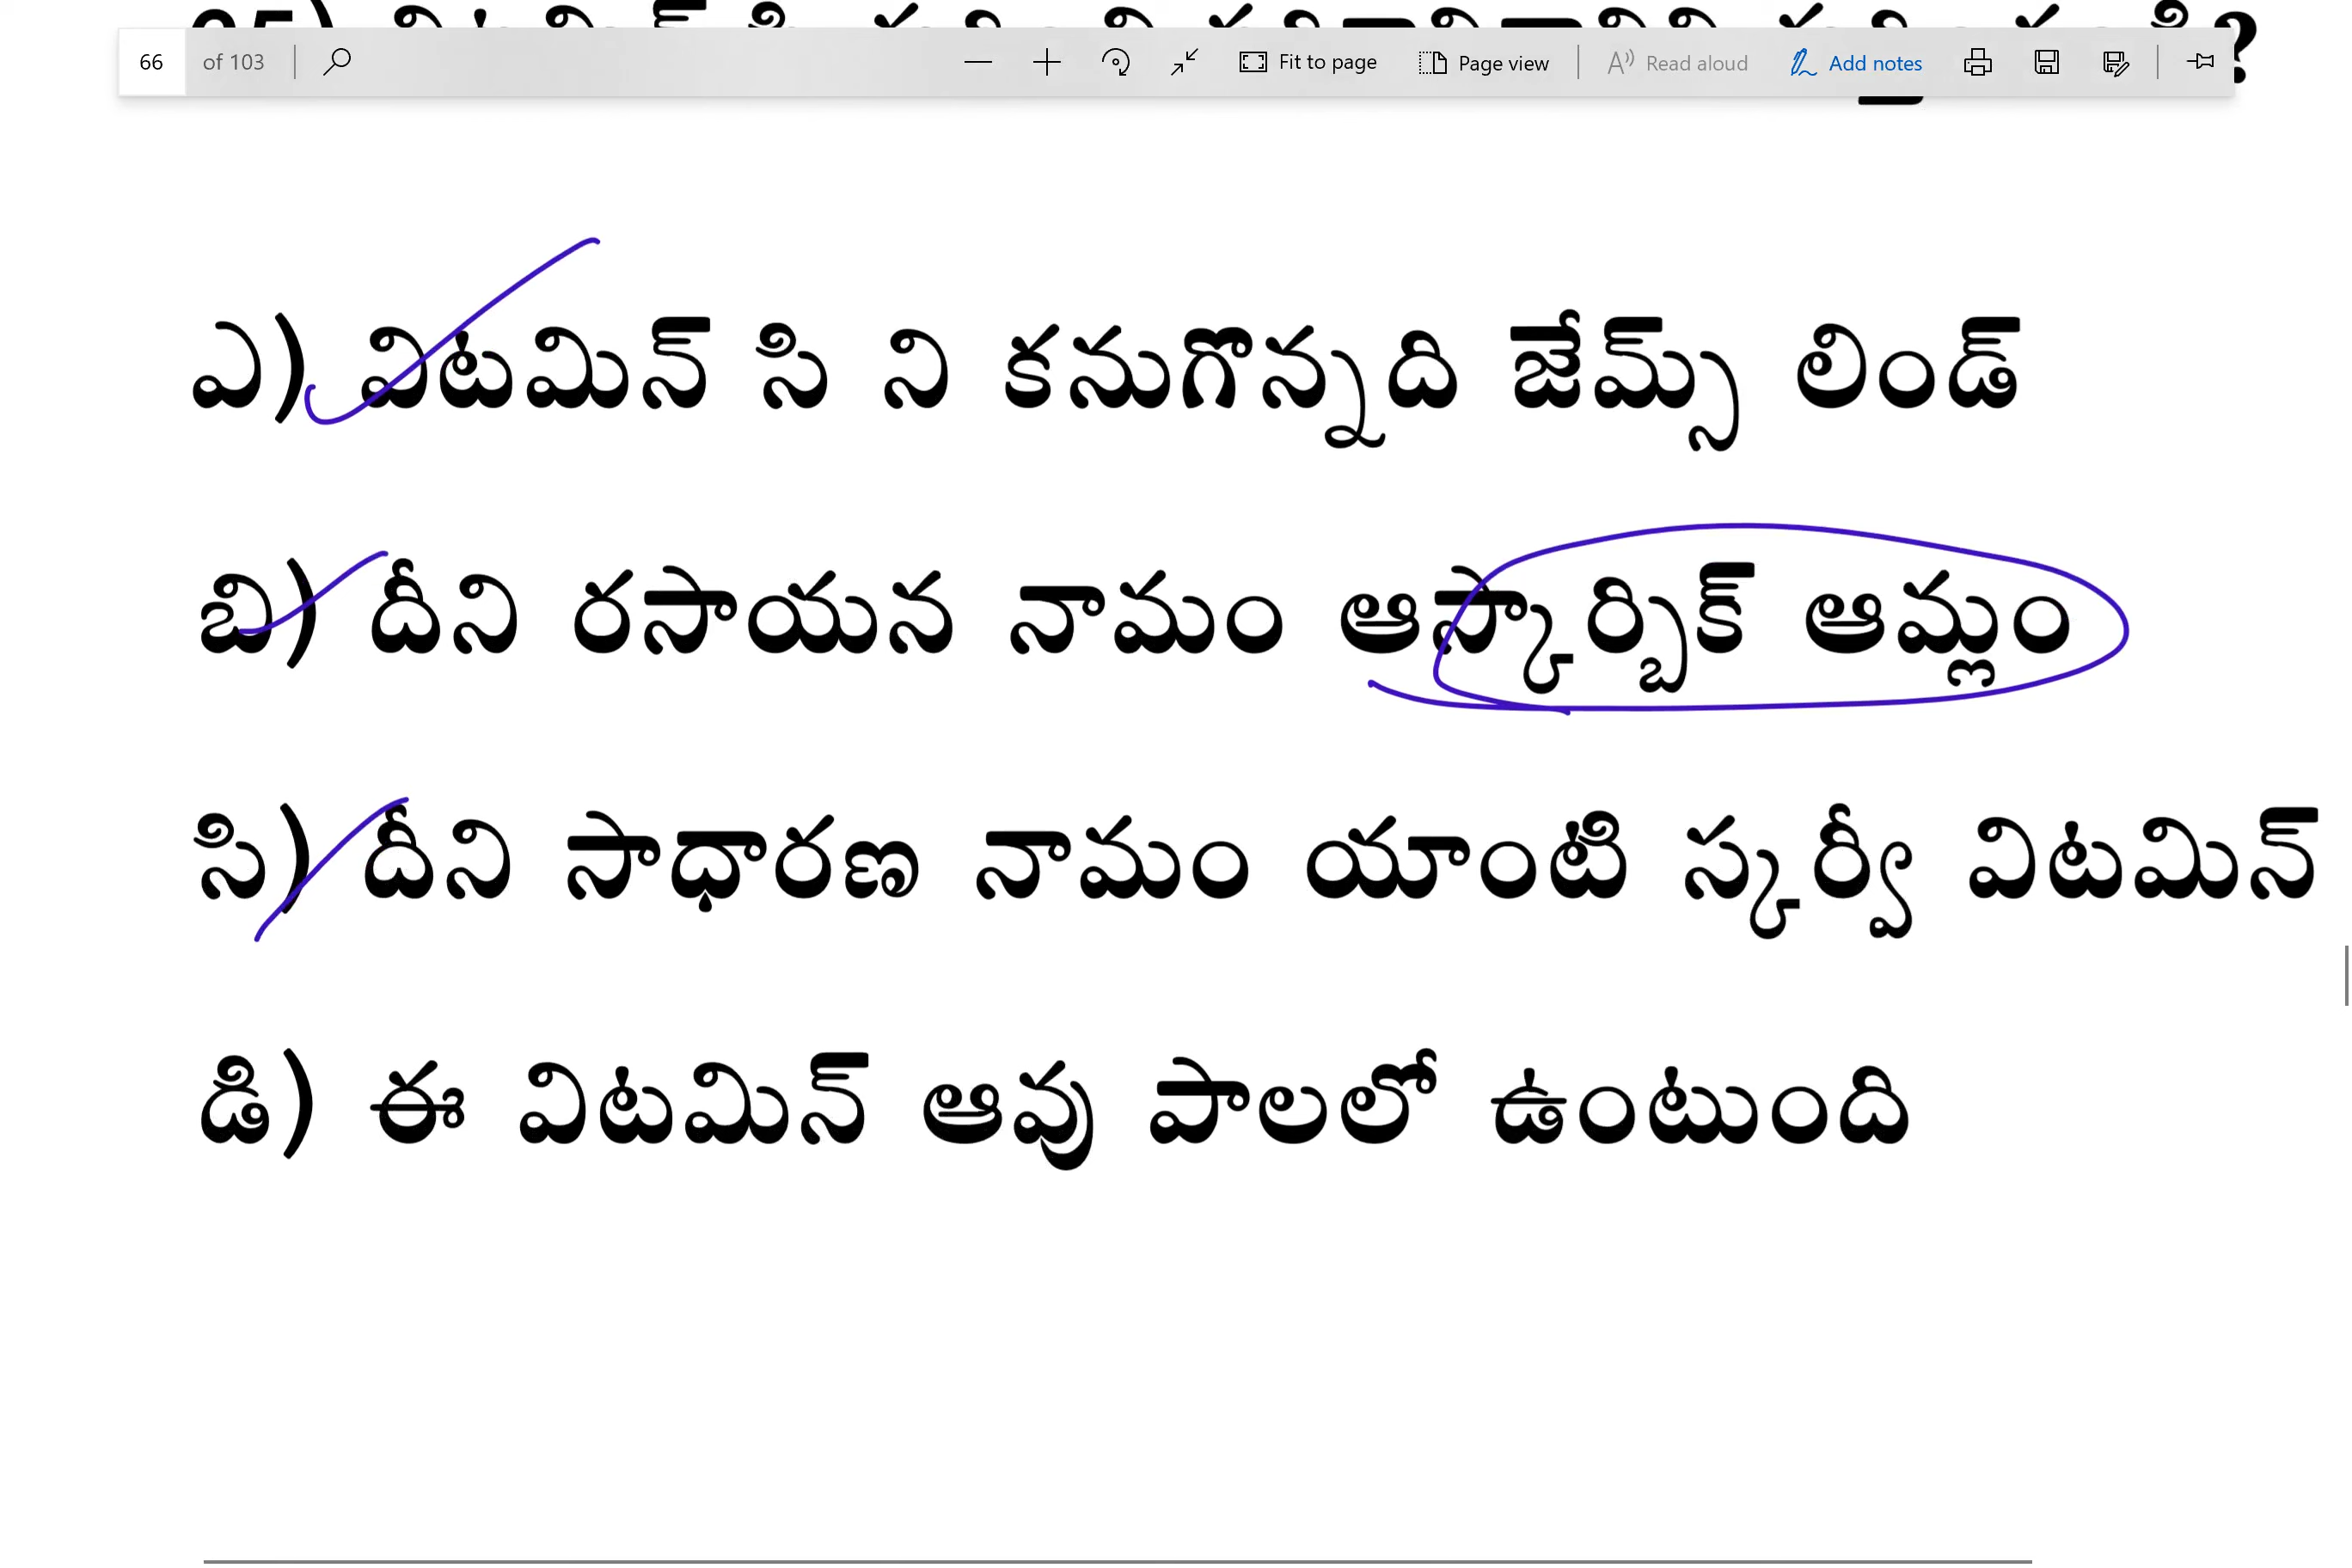 66 of 103 Fit to page Page view Read aloud Add notes
ఎ) విటమిన్ సి ని కనుగొన్నది జేమ్స్ లిండ్
బి) దీని రసాయన నామం ఆస్కార్బిక్ ఆమ్లం
సి) దీని సాధారణ నామం యాంటీ స్కర్వీ విటమిన్
డి) ఈ విటమిన్ ఆవు పాలలో ఉంటుంది